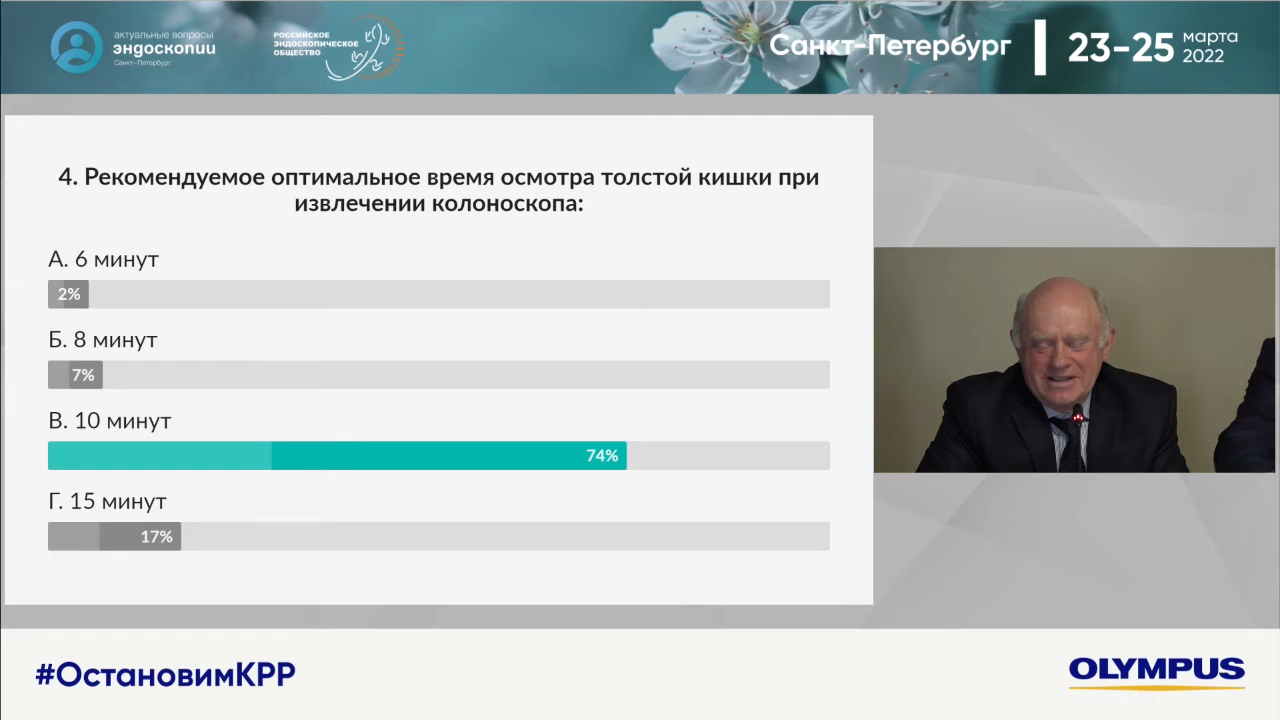 актуальные вопросы
эндоскопии
Санкт–Петербург
РОССИЙСКОЕ
ЭНДОСКОПИЧЕСКОЕ
ОБЩЕСТВО
Санкт–Петербург
23–25
марта
2022
4. Рекомендуемое оптимальное время осмотра толстой кишки при
извлечении колоноскопа:
А. 6 минут
2%
Б. 8 минут
7%
В. 10 минут
74%
Г. 15 минут
17%
#ОстановимКРР
OLYMPUS